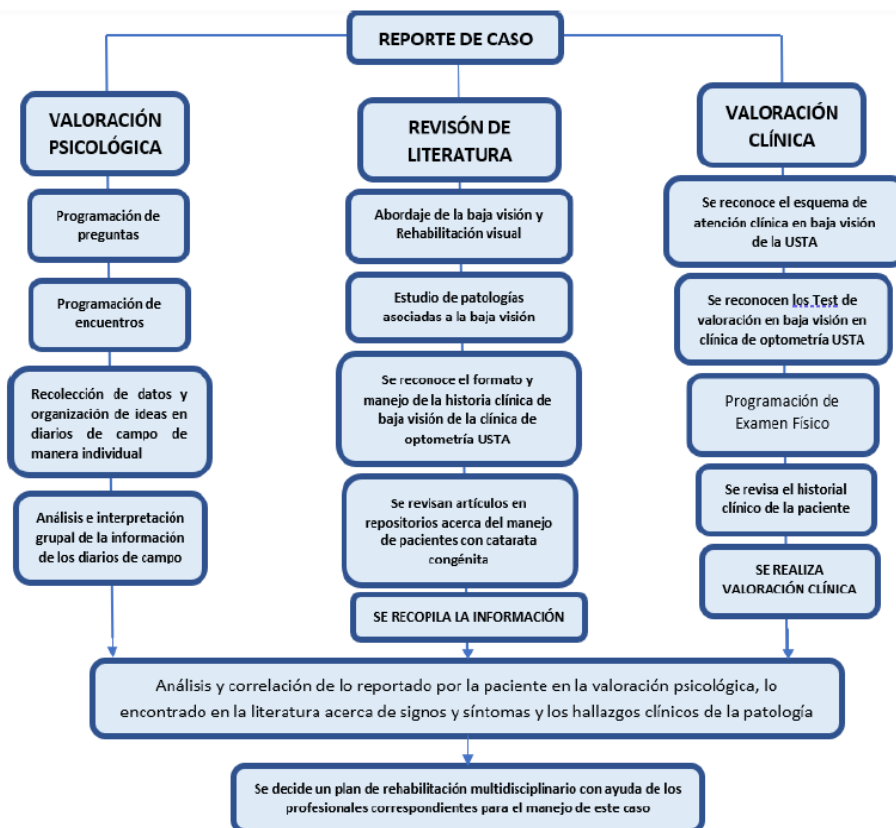 REPORTE DE CASO
VALORACIÓN
PSICOLÓGICA
Programación de
preguntas
Programación de
encuentros
Recolección de datos y
organización de ideas en
diarios de campo de
manera individual
Análisis e interpretación
grupal de la información
de los diarios de campo
REVISÓN DE
LITERATURA
Abordaje de la baja visión y
Rehabilitación visual
Estudio de patologías
asociadas a la baja visión
Se reconoce el formato y
manejo de la historia clínica de
baja visión de la clínica de
optometría USTA
Se revisan artículos en
repositorios acerca del manejo
de pacientes con catarata
congénita
SE RECOPILA LA INFORMACIÓN
VALORACIÓN
CLÍNICA
Se reconoce el esquema de
atención clínica en baja visión
de la USTA
Se reconocen los Test de
valoración en baja visión en
clínica de optometría USTA
Programación de
Examen Físico
Se revisa el historial
clínico de la paciente
SE REALIZA
VALORACIÓN CLÍNICA
Análisis y correlación de lo reportado por la paciente en la valoración psicológica, lo
encontrado en la literatura acerca de signos y síntomas y los hallazgos clínicos de la patología
Se decide un plan de rehabilitación multidisciplinario con ayuda de los
profesionales correspondientes para el manejo de este caso